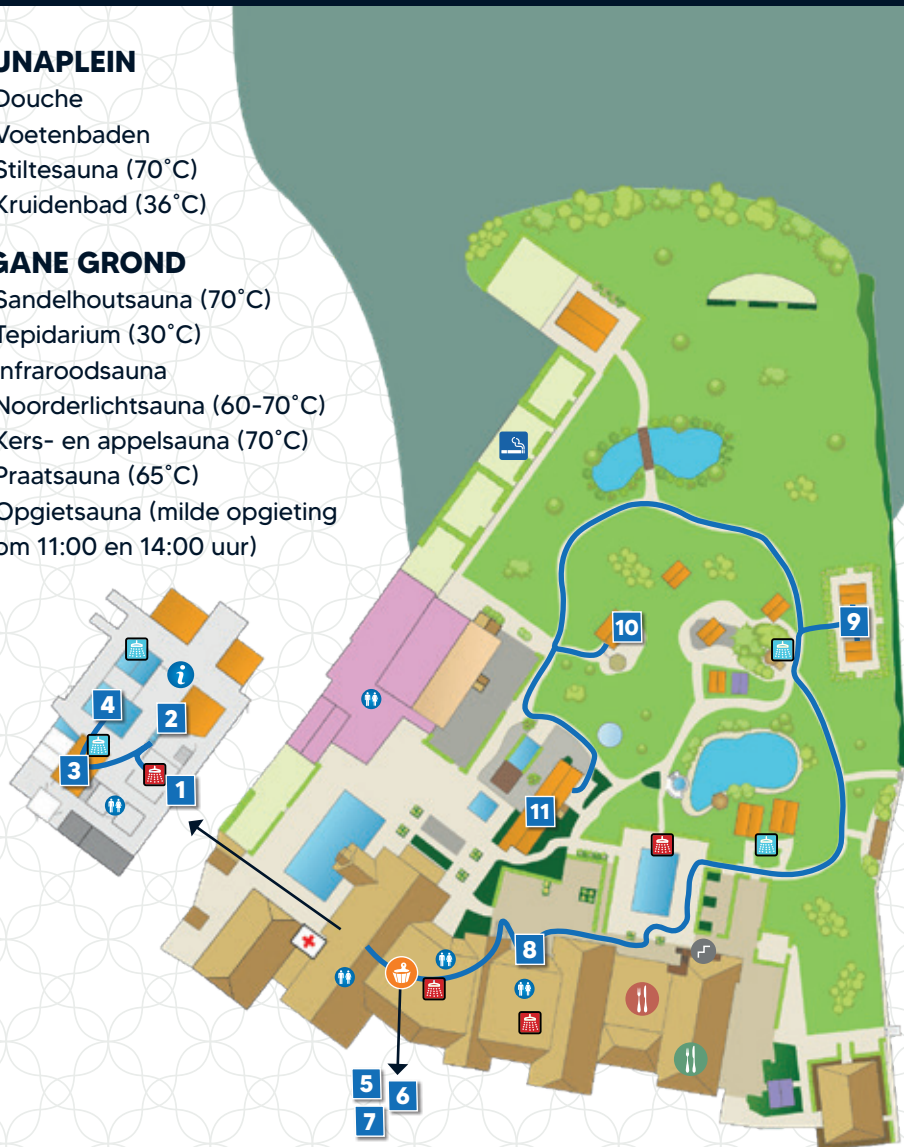 UNAPLEIN
Douche
Voetenbaden
Stiltesauna (70°C)
Kruidenbad (36°C)
GANE GROND
Sandelhoutsauna (70°C)
Tepidarium (30°C)
Infraroodsauna
Noorderlichtsauna (60-70°C)
Kers- en appelsauna (70°C)
Praatsauna (65°C)
Opgietsauna (milde opgieting
om 11:00 en 14:00 uur)
10
9
i
4
2
3
1
11
8
5
6
7